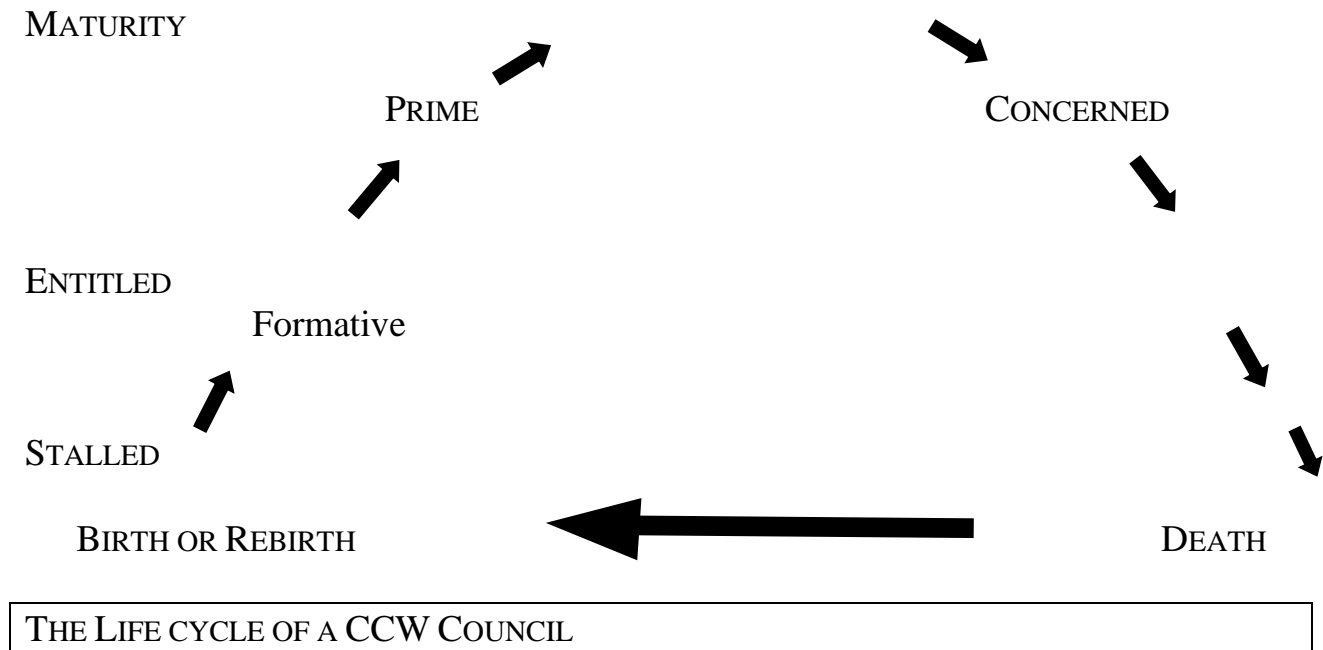 MATURITY
PRIME
CONCERNED
ENTITLED
Formative
STALLED
BIRTH OR REBIRTH
DEATH
THE LIFE CYCLE OF A CCW COUNCIL